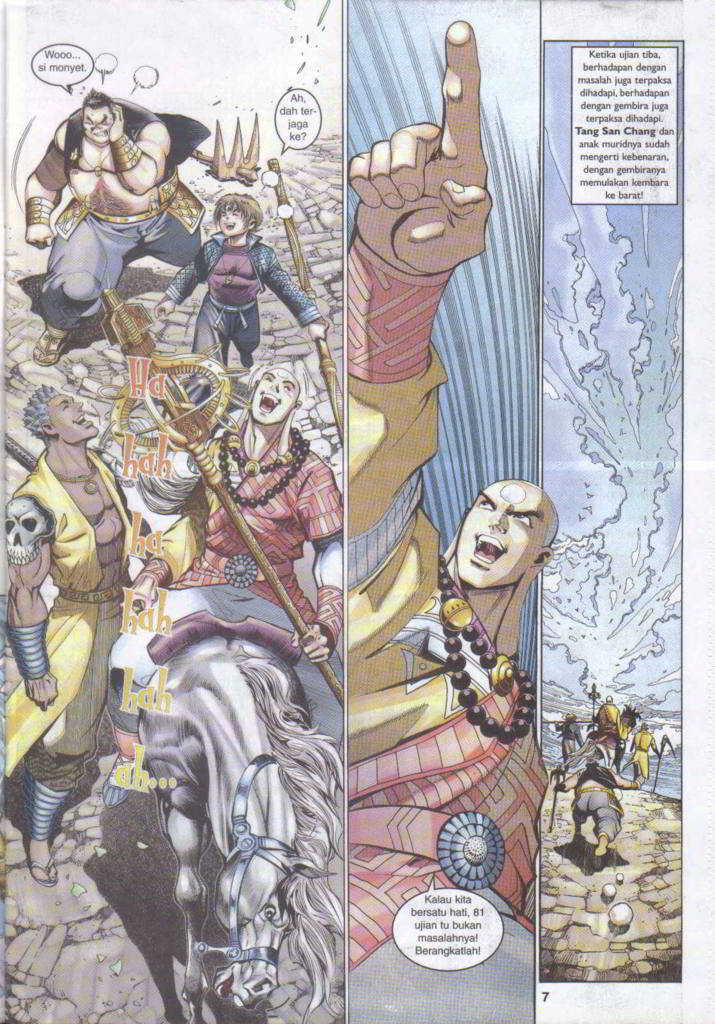 Wooo...
si monyet.
Ah,
dah ter-
jaga
ke?
Ha
hah
ha
hah
hah
ah...
Kalau kita
bersatu hati, 81
ujian tu bukan
masalahnya!
Berangkatlah!
Ketika ujian tiba,
berhadapan dengan
masalah juga terpaksa
dihadapi, berhadapan
dengan gembira juga
terpaksa dihadapi.
Tang San Chang dan
anak muridnya sudah
mengerti kebenaran,
dengan gembiranya
memulakan kembara
ke barat!
7